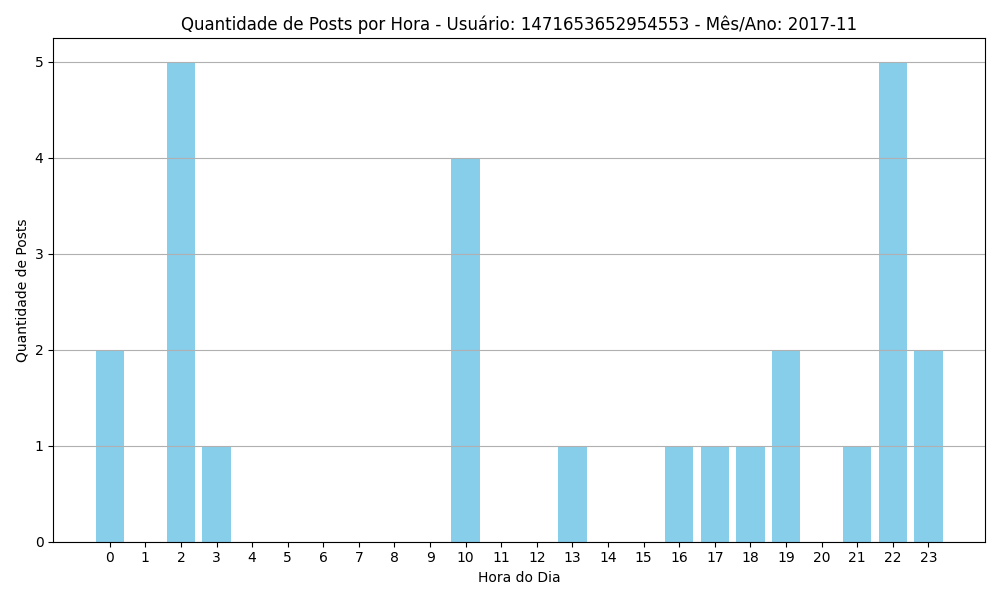 Quantidade de Posts por Hora - Usuário: 1471653652954553 - Mês/Ano: 2017-11
Quantidade de Posts
5
4
3
2
1
0
0 1 2 3 4 5 6 7 8 9 10 11 12 13 14 15 16 17 18 19 20 21 22 23
Hora do Dia